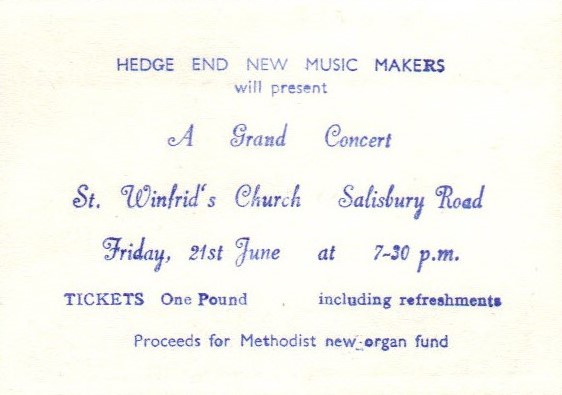 HEDGE END NEW MUSIC MAKERS
will present
A Grand Concert
St. Winfrid's Church Salisbury Road
Friday, 21st June at 7-30 p.m.
TICKETS One Pound including refreshments
Proceeds for Methodist new organ fund